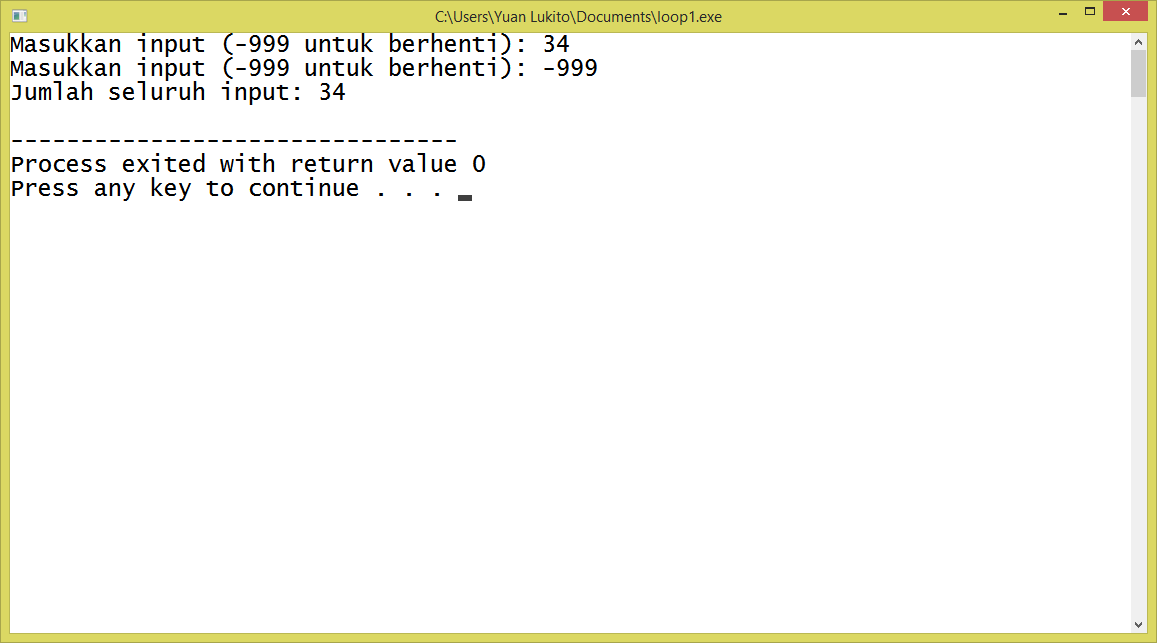 C:\Users\Yuan Lukito\Documents\loop1.exe
Masukkan input (-999 untuk berhenti): 34
Masukkan input (-999 untuk berhenti): -999
Jumlah seluruh input: 34
--------------------------------
Process exited with return value 0
Press any key to continue . . .